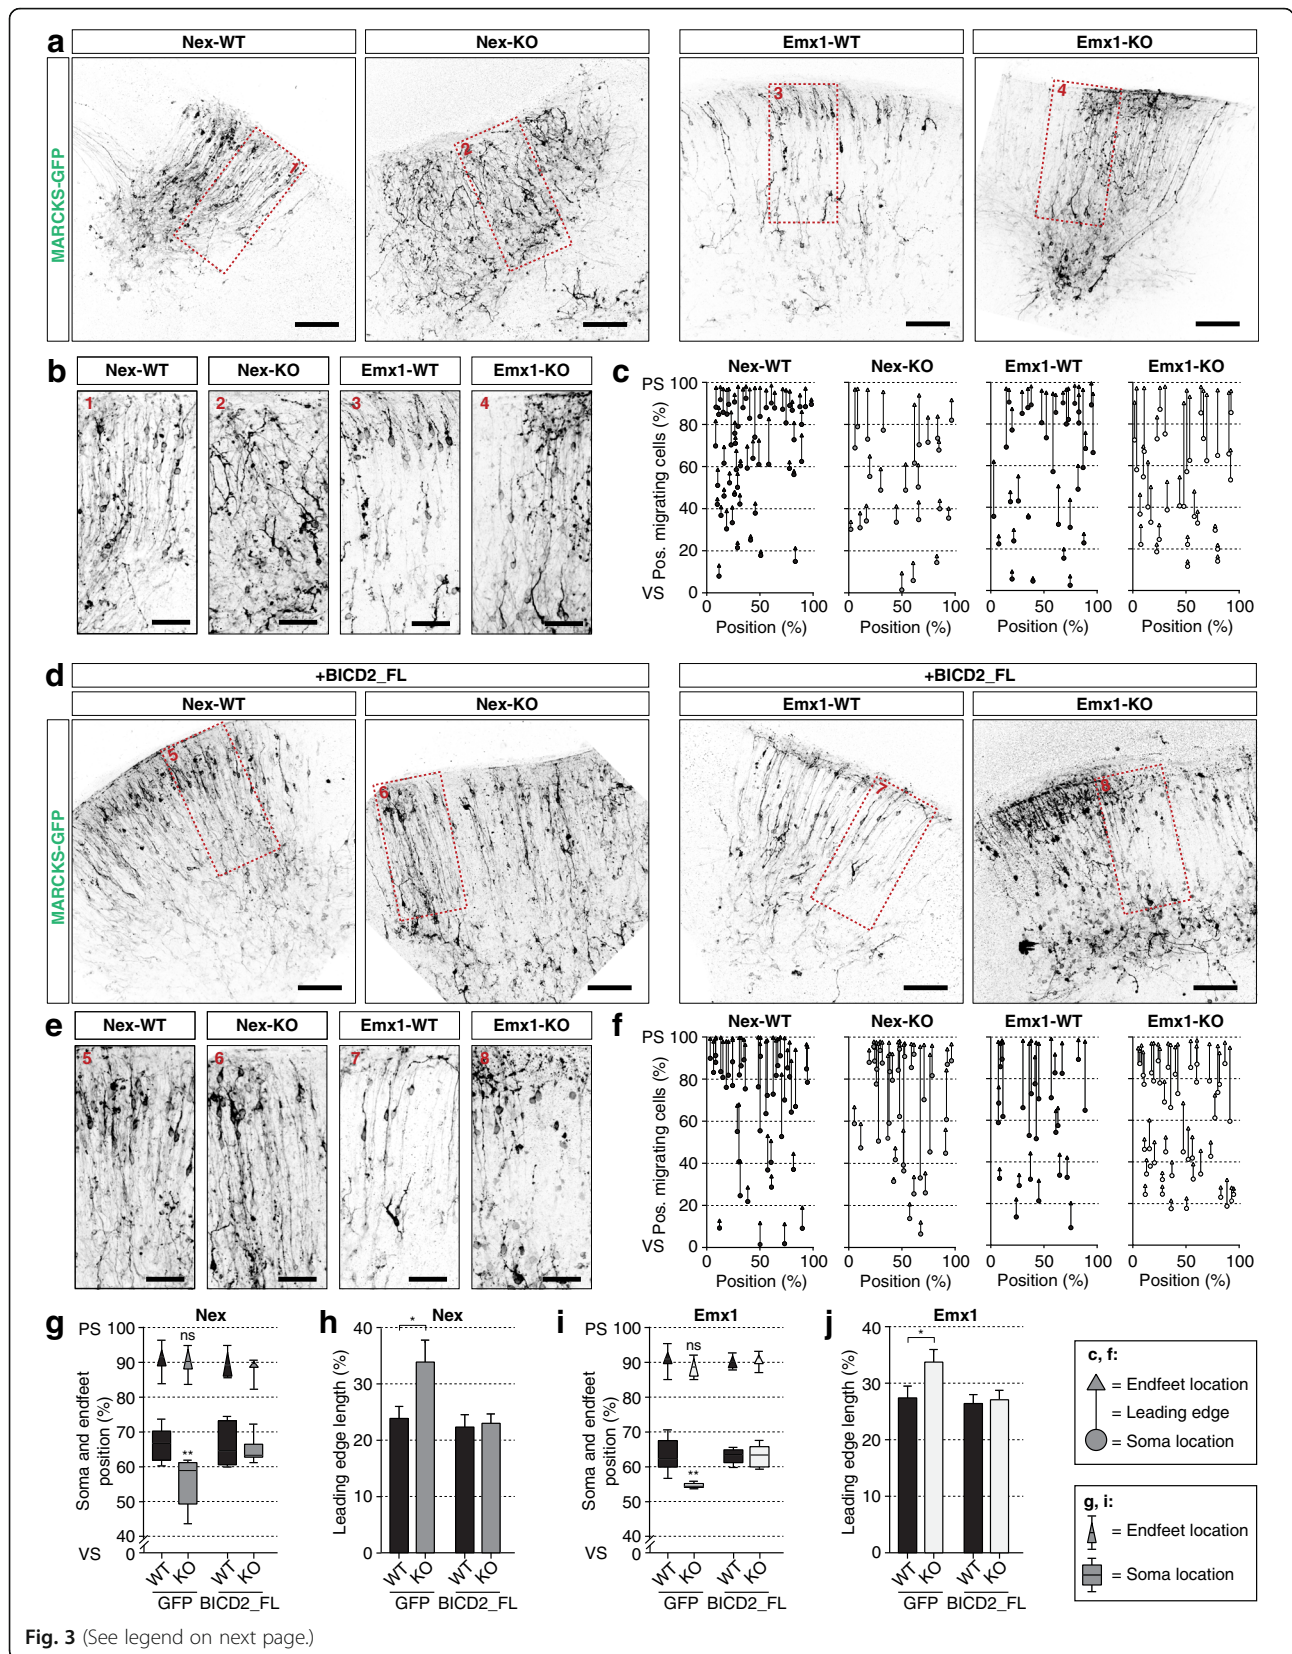 a
Nex-WT
Nex-KO
Emx1-WT
Emx1-KO
MARCKS-GFP
1
2
3
4
b
Nex-WT
Nex-KO
Emx1-WT
Emx1-KO
1
2
3
4
c
Nex-WT
Nex-KO
Emx1-WT
Emx1-KO
PS
VS
Pos. migrating cells (%)
100
80
60
40
20
0
0 50 100
0 50 100
0 50 100
0 50 100
Position (%)
Position (%)
Position (%)
Position (%)
d
+BICD2_FL
+BICD2_FL
Nex-WT
Nex-KO
Emx1-WT
Emx1-KO
MARCKS-GFP
5
6
7
8
e
Nex-WT
Nex-KO
Emx1-WT
Emx1-KO
5
6
7
8
f
Nex-WT
Nex-KO
Emx1-WT
Emx1-KO
PS
VS
Pos. migrating cells (%)
100
80
60
40
20
0
0 50 100
0 50 100
0 50 100
0 50 100
Position (%)
Position (%)
Position (%)
Position (%)
g
Nex
PS
VS
Soma and endfeet
position (%)
100
90
80
70
60
50
40
0
ns
**
WT KO
GFP BICD2_FL
WT KO
h
Nex
Leading edge length (%)
40
30
20
10
0
*
WT KO WT KO
GFP BICD2_FL
i
Emx1
PS
VS
Soma and endfeet
position (%)
100
90
80
70
60
50
40
0
ns
**
WT KO WT KO
GFP BICD2_FL
j
Emx1
Leading edge length (%)
40
30
20
10
0
*
WT KO WT KO
GFP BICD2_FL
c, f:
= Endfeet location
= Leading edge
= Soma location
g, i:
= Endfeet location
= Soma location
Fig. 3 (See legend on next page.)